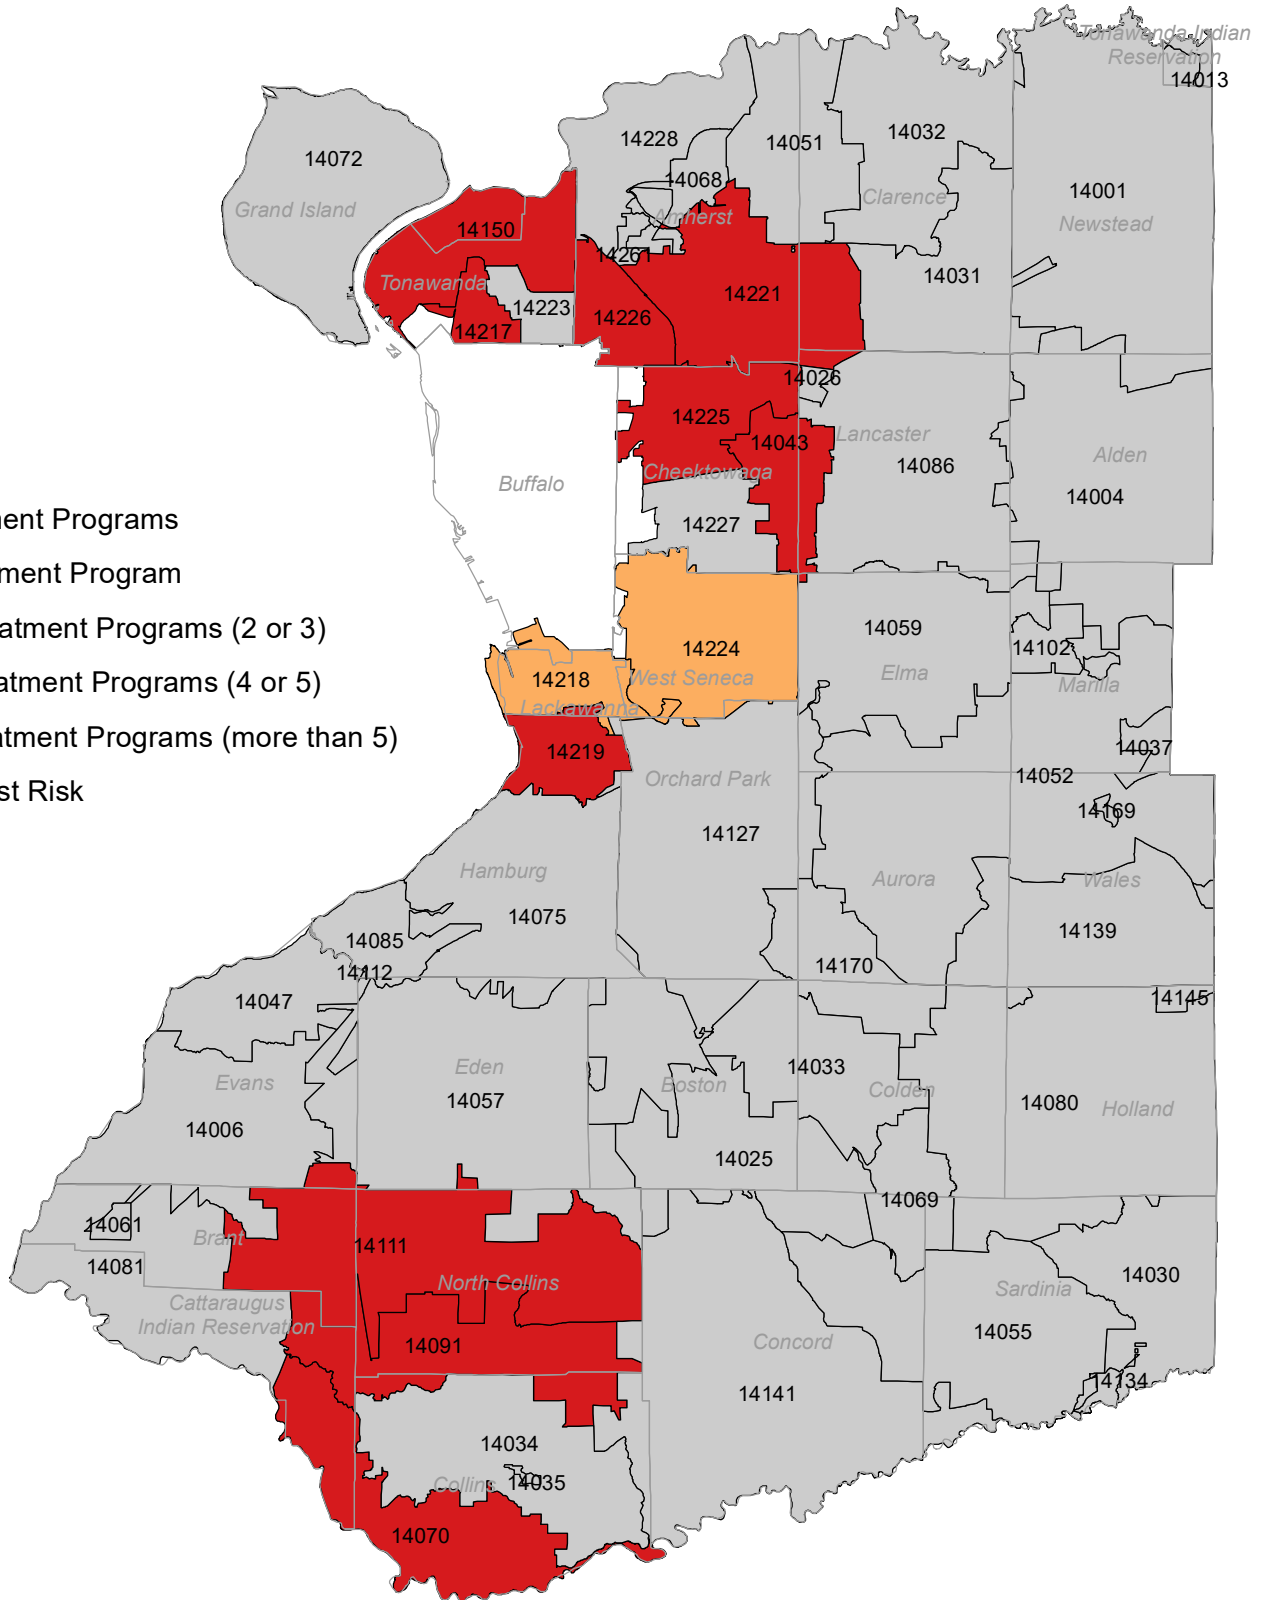 Tonawanda Indian
Reservation
14013
14228
14051
14032
14072
14068
14001
Clarence
Grand Island
Amherst
Newstead
14150
14261
14031
Tonawanda
14221
14223
14226
14217
14026
14225
Lancaster
14043
Alden
14086
Cheektowaga
Buffalo
14004
14227
ment Programs
ment Program
atment Programs (2 or 3)
atment Programs (4 or 5)
atment Programs (more than 5)
st Risk
14059
14224
14102
Elma
14218
West Seneca
Marilla
Lackawanna
14219
14037
Orchard Park
14052
14169
14127
Hamburg
Aurora
Wales
14075
14139
14085
14170
14112
14047
14145
Eden
14033
Evans
Boston
Colden
14057
14080
Holland
14006
14025
14069
14061
Brant
14111
14081
14030
North Collins
Sardinia
Cattaraugus
Indian Reservation
14055
Concord
14091
14134
14141
14034
Collins
14035
14070